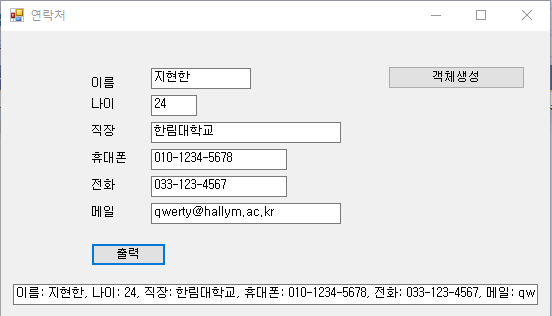 연락처
이름 지현한 객체생성
나이 24
직장 한림대학교
휴대폰 010-1234-5678
전화 033-123-4567
메일 qwerty@hallym.ac.kr
출력
이름: 지현한, 나이: 24, 직장: 한림대학교, 휴대폰: 010-1234-5678, 전화: 033-123-4567, 메일: qw